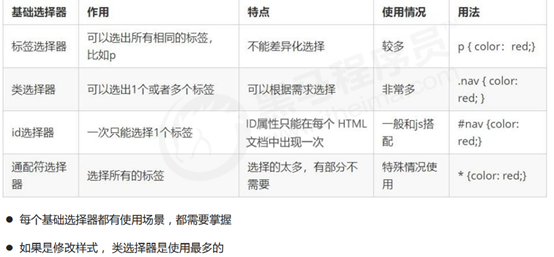 基础选择器 作用 特点 使用情况 用法
标签选择器 可以选出所有相同的标签，比如p 不能差异化选择 较多 p { color：red;}
类选择器 可以选出1个或者多个标签 可以根据需求选择 非常多 .nav { color: red; }
id选择器 一次只能选择1个标签 ID属性只能在每个 HTML 文档中出现一次 一般和js搭配 #nav {color: red;}
通配符选择器 选择所有的标签 选择的太多，有部分不需要 特殊情况使用 * {color: red;}
● 每个基础选择器都有使用场景，都需要掌握
● 如果是修改样式， 类选择器是使用最多的